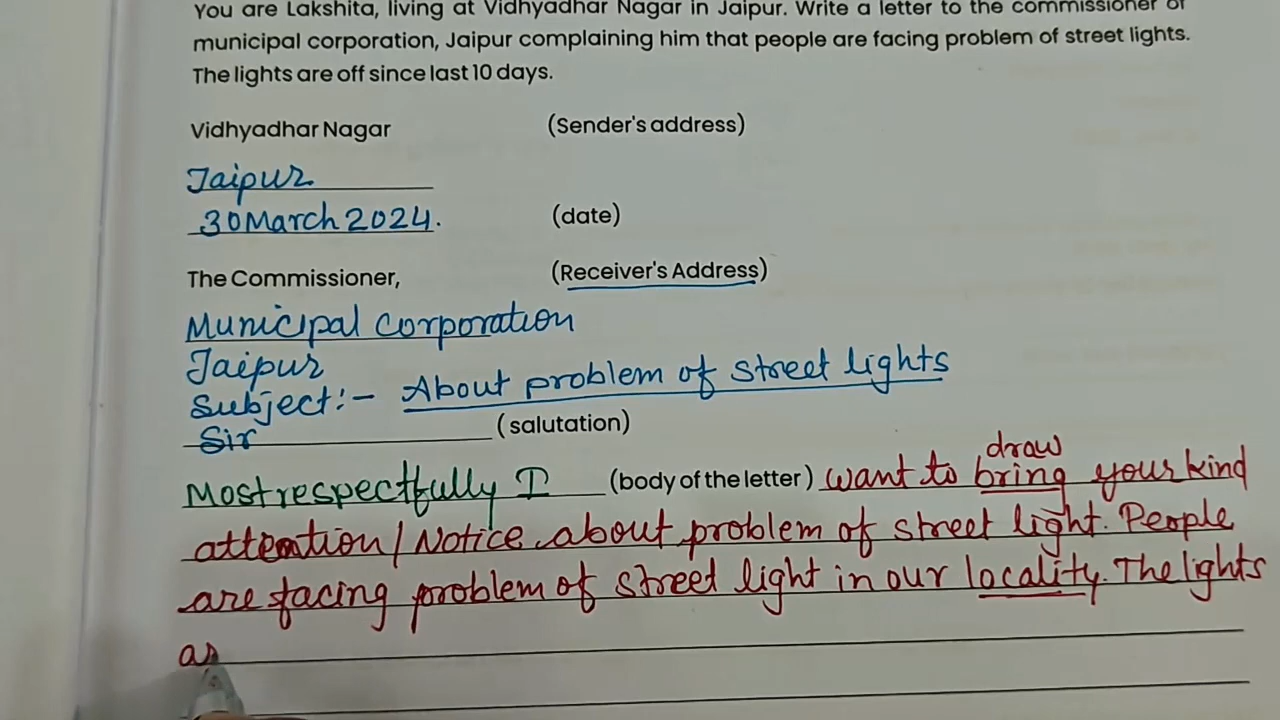 You are Lakshita, living at Vidhyadhar Nagar in Jaipur. Write a letter to the commissioner of
municipal corporation, Jaipur complaining him that people are facing problem of street lights.
The lights are off since last 10 days.
Vidhyadhar Nagar (Sender's address)
Jaipur
30 March 2024. (date)
The Commissioner, (Receiver's Address)
Municipal corporation
Jaipur
Subject:- About problem of street lights
Sir (salutation)
draw
Most respectfully I (body of the letter) want to bring your kind
attention/Notice about problem of street light. People
are facing problem of street light in our locality. The lights